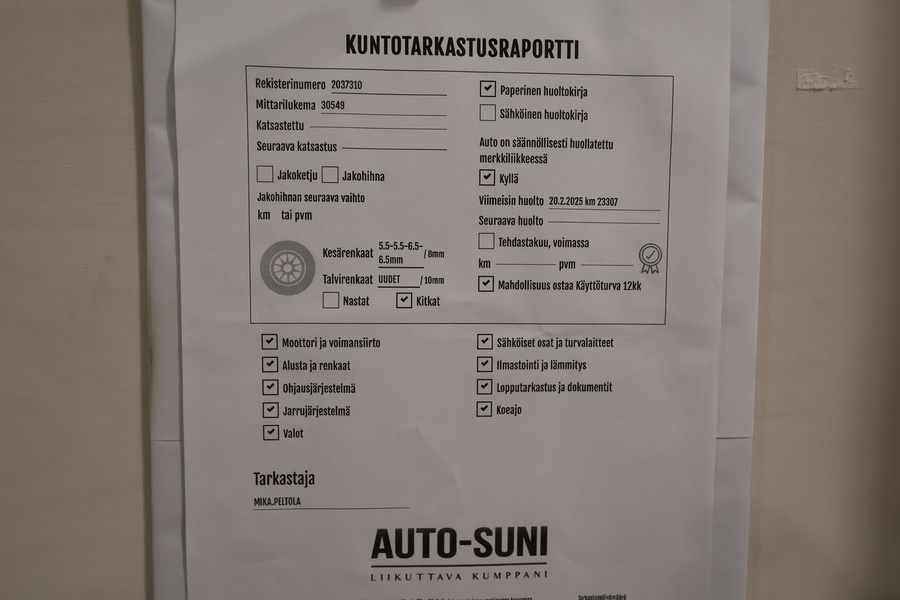 KUNTOTARKASTUSRAPORTTI
Rekisterinumero 2037310
Mittarilukema 30549
Katsastettu
Seuraava katsastus
Jakoketju Jakohihna
Jakohihnan seuraava vaihto
km tai pvm
Kesärenkaat 5.5-5.5-6.5-
6.5mm / 8mm
Talvirenkaat UUDET / 10mm
Nastat Kitkat
Paperinen huoltokirja
Sähköinen huoltokirja
Auto on säännöllisesti huollatettu
merkkiliikkeessä
Kyllä
Viimeisin huolto 20.2.2025 km 23307
Seuraava huolto
Tehdastakuu, voimassa
km pvm
Mahdollisuus ostaa Käyttöturva 12kk
Moottori ja voimansiirto
Alusta ja renkaat
Ohjausjärjestelmä
Jarrujärjestelmä
Valot
Sähköiset osat ja turvalaitteet
Ilmastointi ja lämmitys
Lopputarkastus ja dokumentit
Koeajo
Tarkastaja
MIKA.PELTOLA
AUTO-SUNI
LIIKUTTAVA KUMPPANI